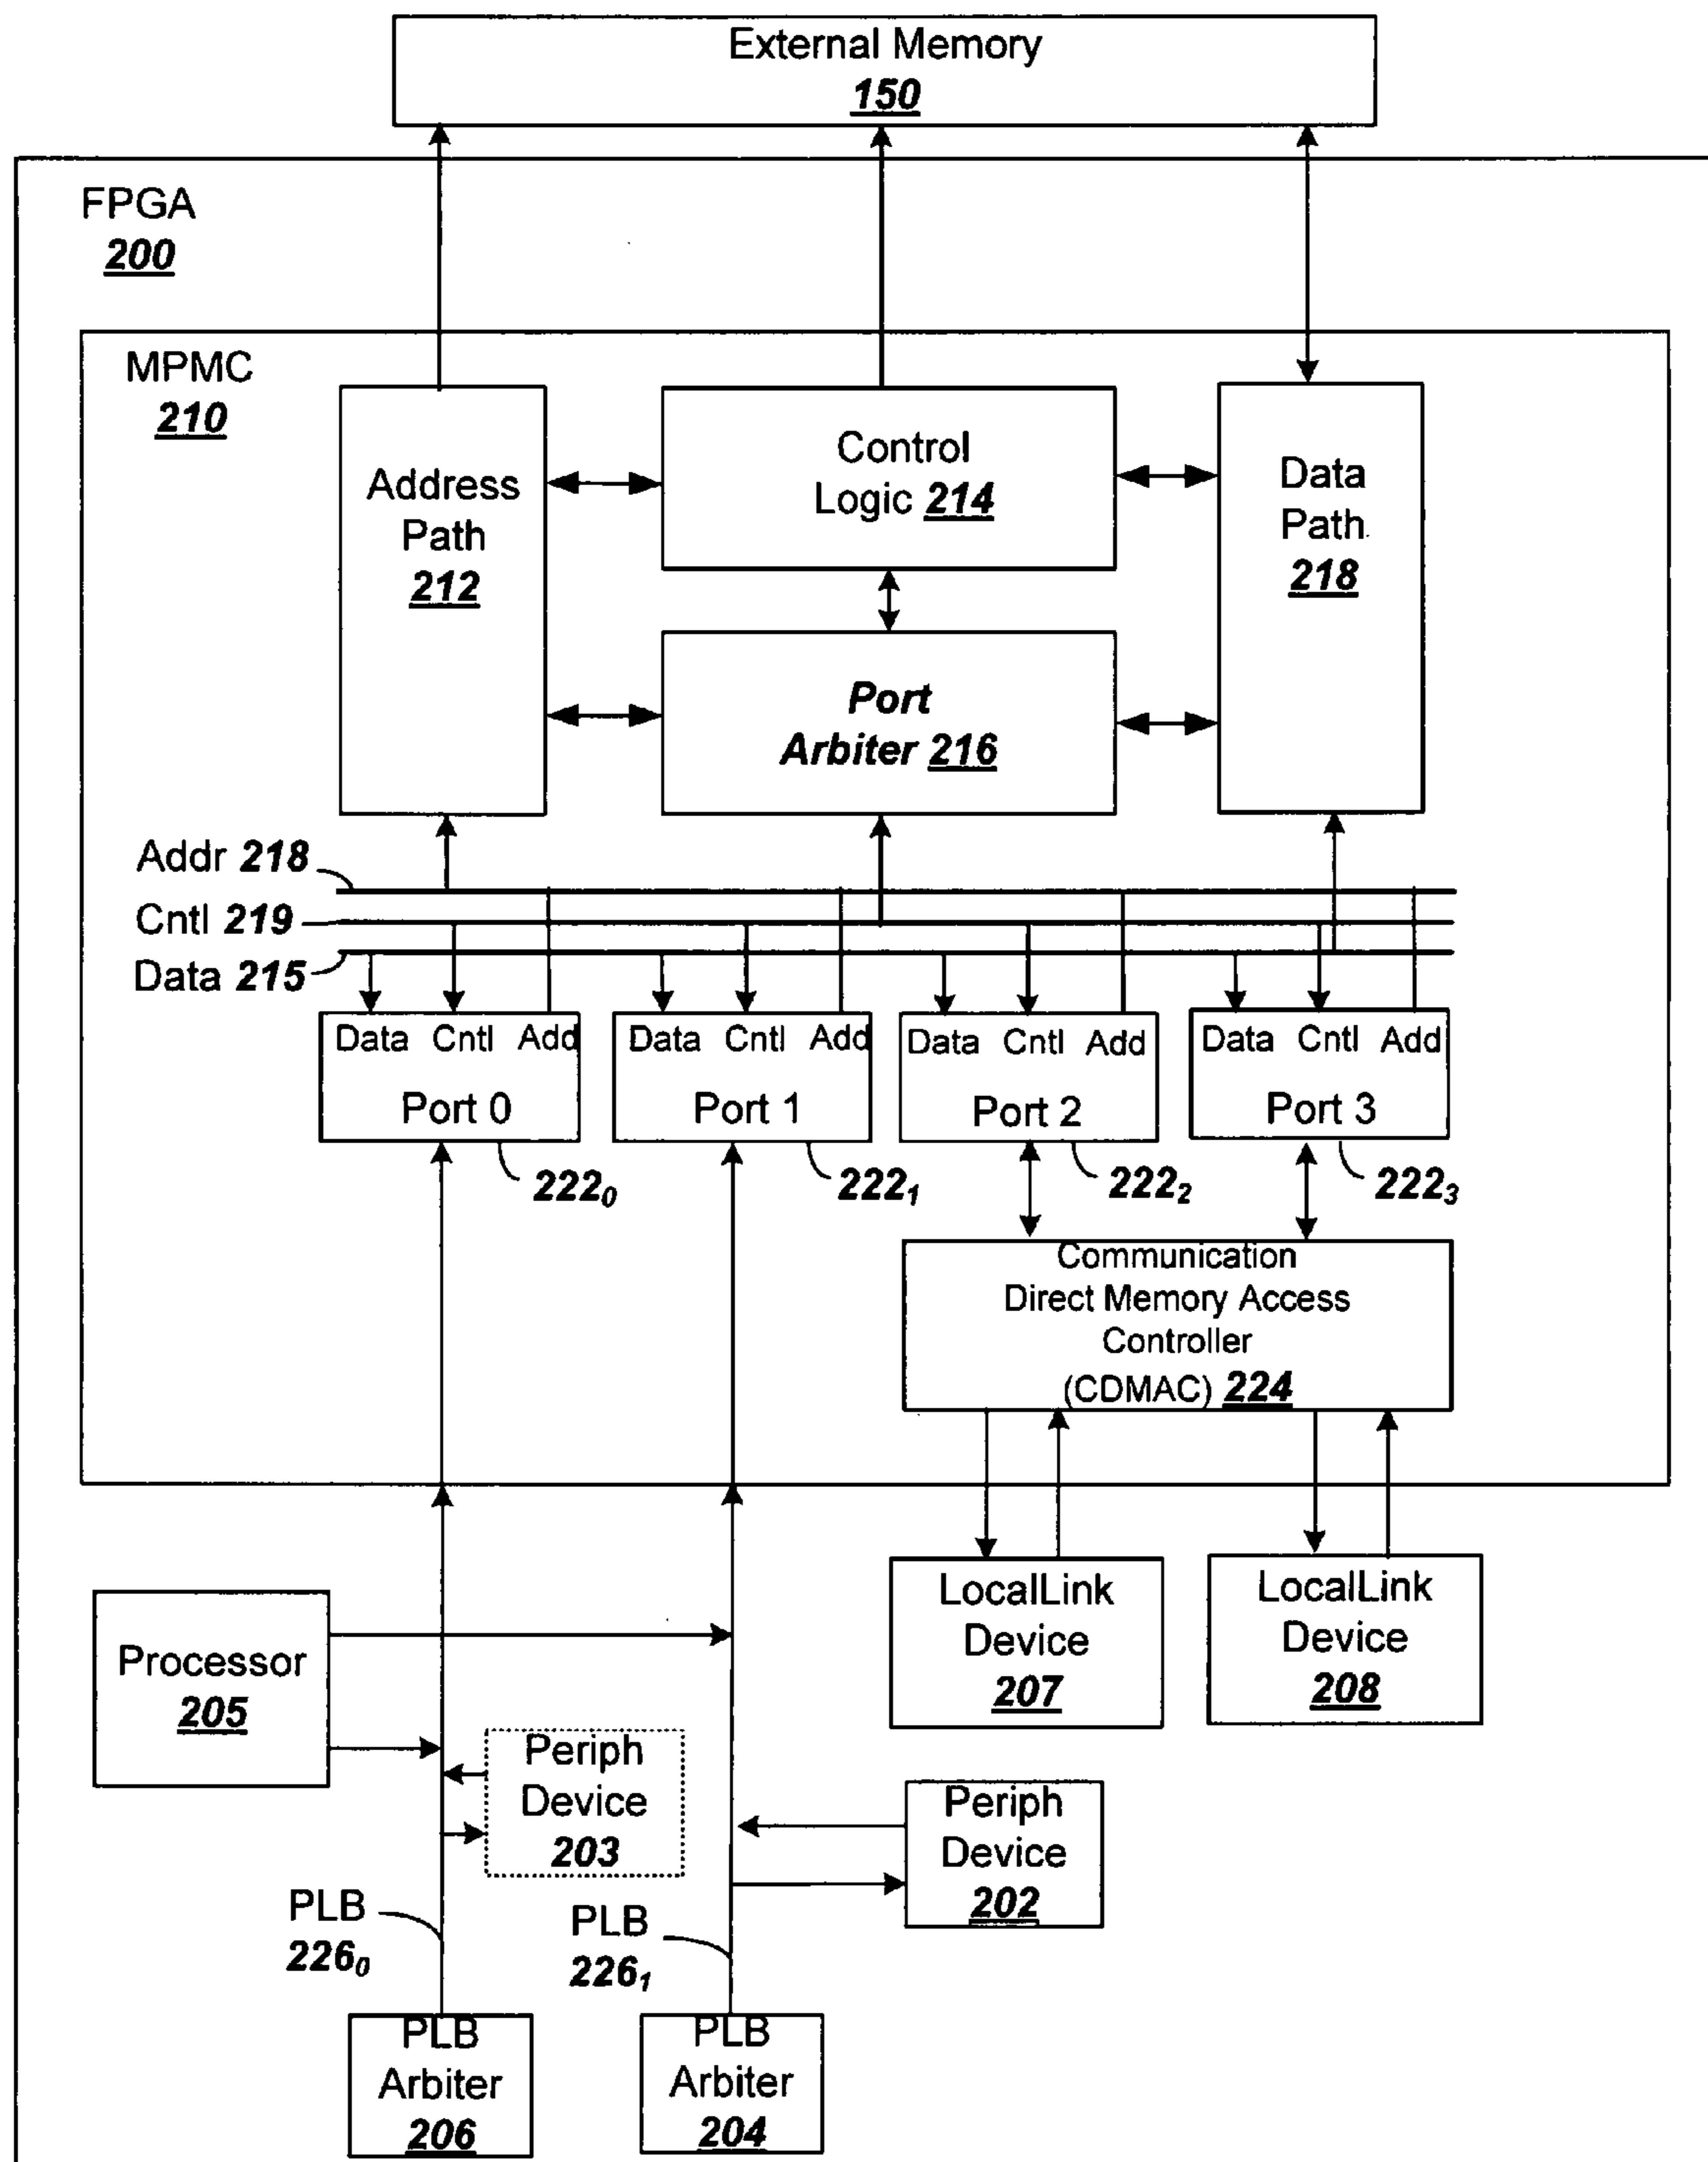 External Memory
150
FPGA
200
MPMC
210
Address
Path
212
Control
Logic 214
Data
Path
218
Port
Arbiter 216
Addr 218
Cntl 219
Data 215
Data Cntl Add
Port 0
Data Cntl Add
Port 1
Data Cntl Add
Port 2
Data Cntl Add
Port 3
222₀
222₁
222₂
222₃
Communication
Direct Memory Access
Controller
(CDMAC) 224
LocalLink
Device
207
LocalLink
Device
208
Processor
205
Periph
Device
203
Periph
Device
202
PLB
226₀
PLB
226₁
PLB
Arbiter
206
PLB
Arbiter
204